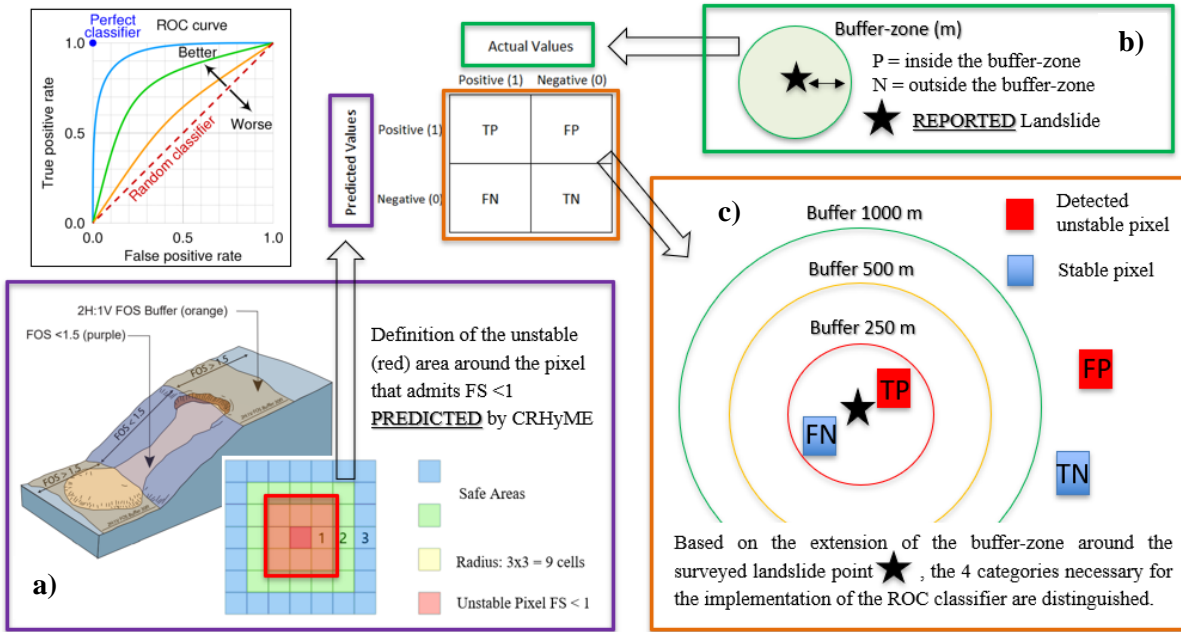 Perfect classifier
ROC curve
1.0
Better
Worse
0.5
Random classifier
0.0
0.0
0.5
1.0
True positive rate
False positive rate
Actual Values
Positive (1) Negative (0)
Predicted Values
Positive (1)
TP
FP
Negative (0)
FN
TN
b)
Buffer-zone (m)
P = inside the buffer-zone
N = outside the buffer-zone
REPORTED Landslide
a)
2H:1V FOS Buffer (orange)
FOS <1.5 (purple)
FOS > 1.5
FOS < 1.5
FOS > 1.5
2H:1V FOS Buffer
Definition of the unstable
(red) area around the pixel
that admits FS <1
PREDICTED by CRHyME
1 2 3
Safe Areas
Radius: 3x3 = 9 cells
Unstable Pixel FS < 1
c)
Buffer 1000 m
Buffer 500 m
Buffer 250 m
Detected
unstable pixel
Stable pixel
TP
FN
FP
TN
Based on the extension of the buffer-zone around the
surveyed landslide point , the 4 categories necessary for
the implementation of the ROC classifier are distinguished.